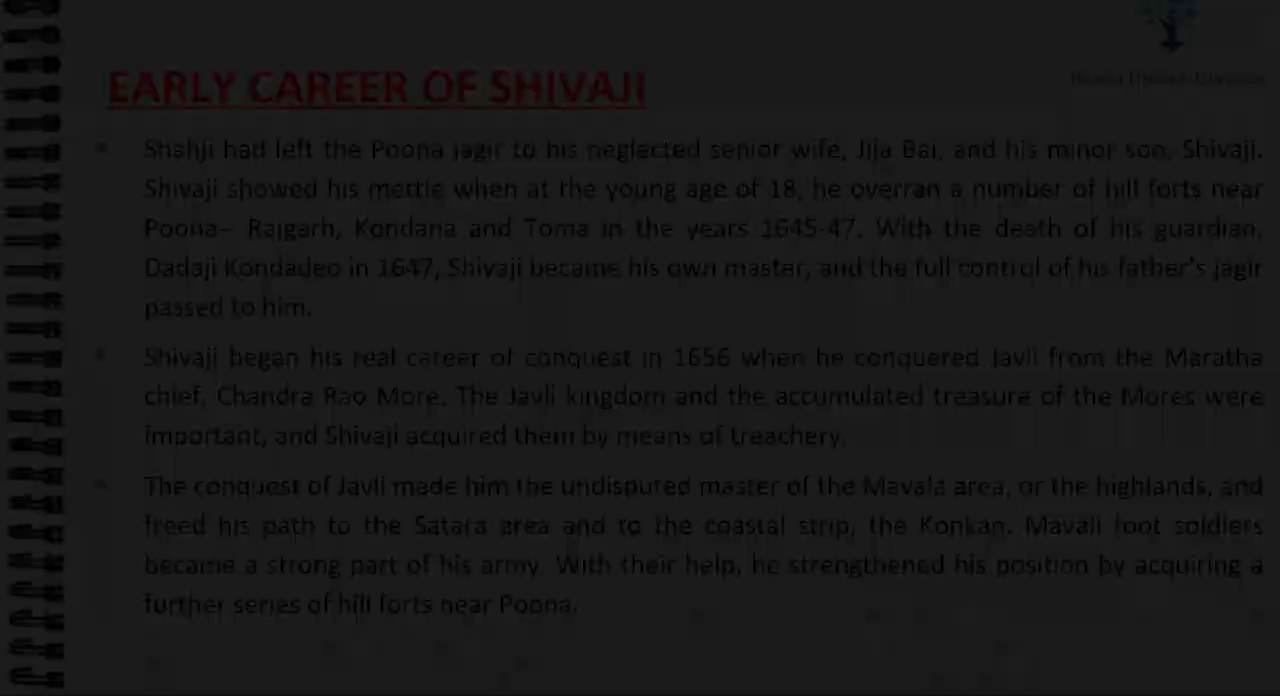 EARLY CAREER OF SHIVAJI
Shahji had left the Poona jagir to his neglected senior wife, Jija Bai, and his minor son, Shivaji.
Shivaji showed his mettle when at the young age of 18, he overran a number of hill forts near
Poona– Rajgarh, Kondana and Torna in the years 1645-47. With the death of his guardian,
Dadaji Kondadeo in 1647, Shivaji became his own master, and the full control of his father's jagir
passed to him.
Shivaji began his real career of conquest in 1656 when he conquered Javli from the Maratha
chief, Chandra Rao More. The Javli kingdom and the accumulated treasure of the Mores were
important, and Shivaji acquired them by means of treachery.
The conquest of Javli made him the undisputed master of the Mavala area, or the highlands, and
freed his path to the Satara area and to the coastal strip, the Konkan. Mavali foot soldiers
became a strong part of his army. With their help, he strengthened his position by acquiring a
further series of hill forts near Poona.